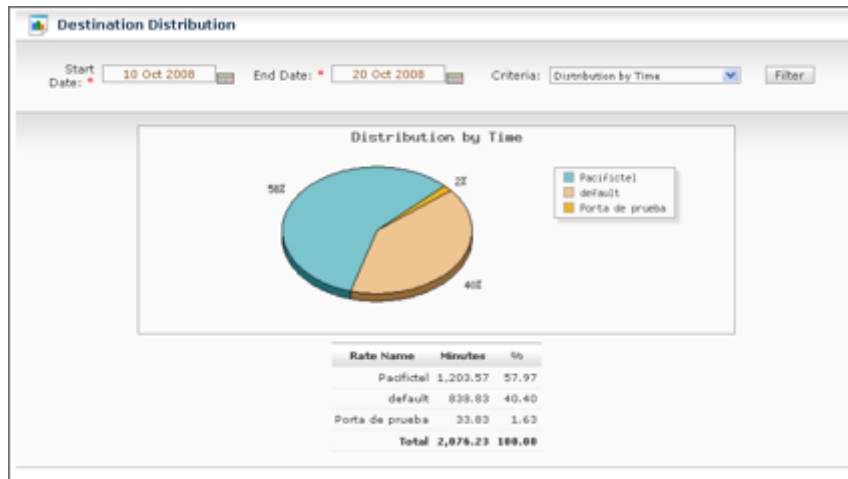 Destination Distribution
Start Date: * 10 Oct 2008 End Date: * 20 Oct 2008 Criteria: Distribution by Time Filter
Distribution by Time
58%
2%
40%
Pacifictel
default
Porta de prueba
Rate Name Minutes %
Pacifictel 1,203.57 57.97
default 838.83 40.40
Porta de prueba 33.83 1.63
Total 2,076.23 100.00